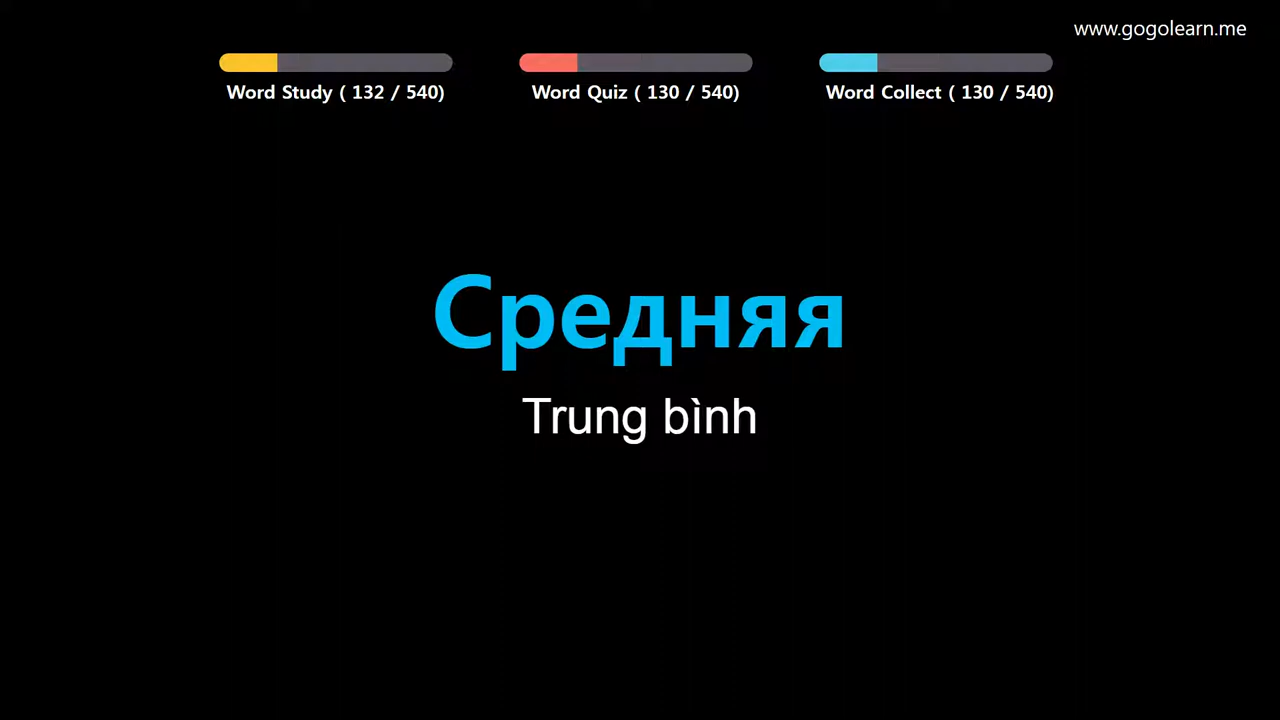 www.gogolearn.me
Word Study ( 132 / 540)
Word Quiz ( 130 / 540)
Word Collect ( 130 / 540)
Средняя
Trung bình